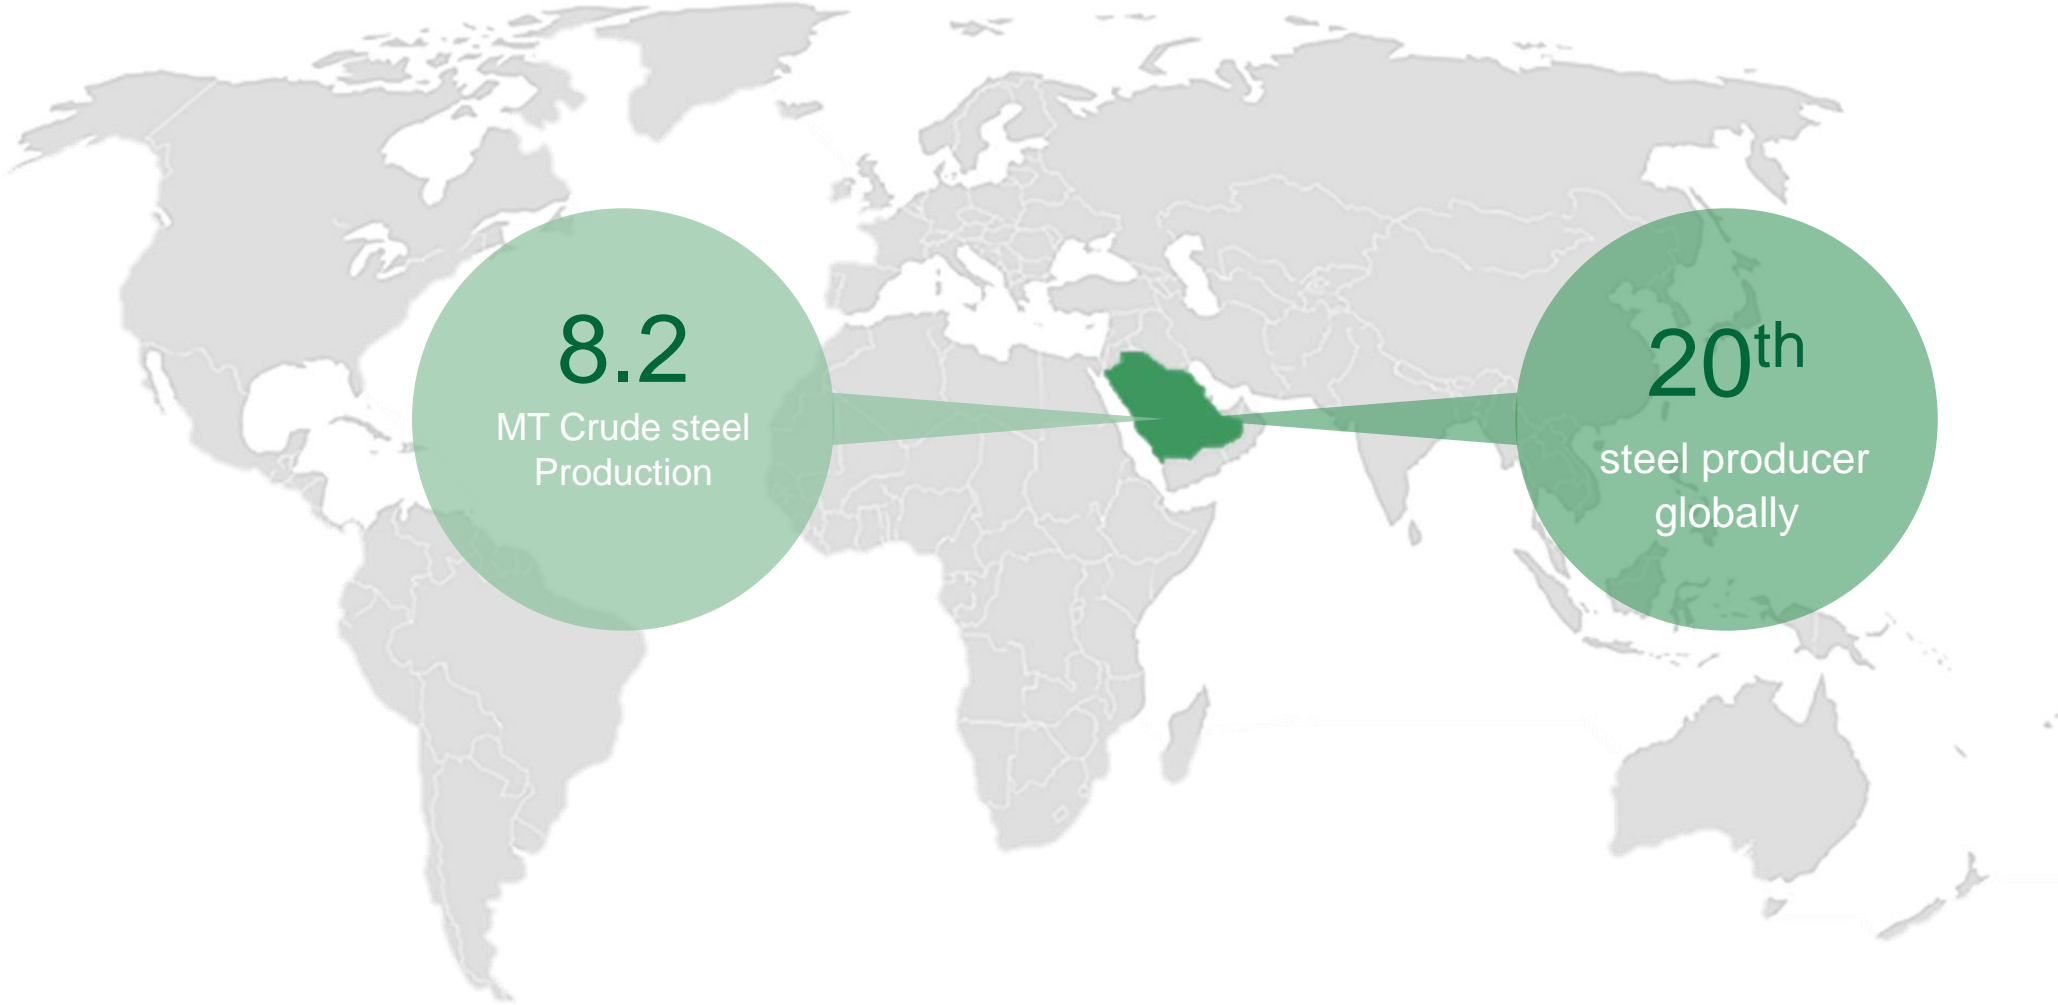 8.2
MT Crude steel
Production
20th
steel producer
globally